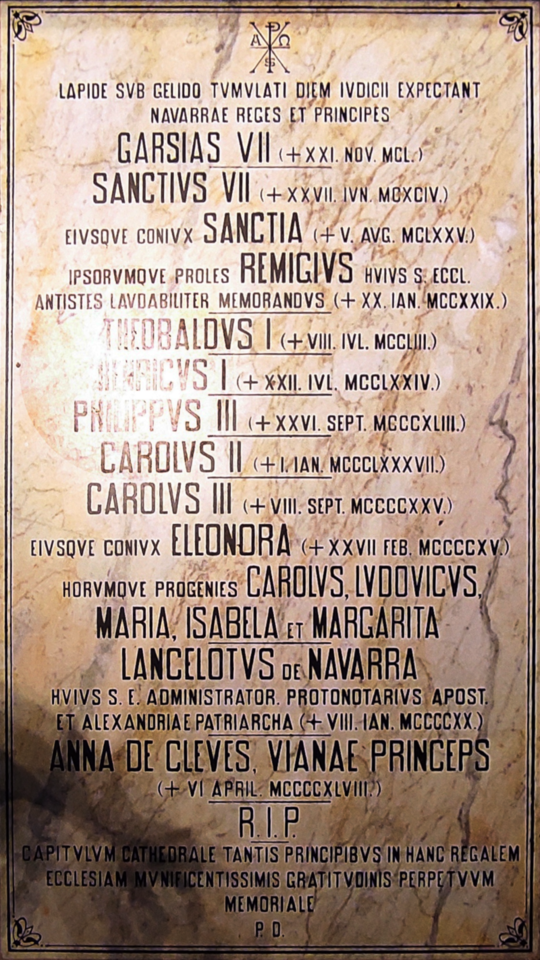 A P Ω
S
LAPIDE SVB GELIDO TVMVLATI DIEM IVDICII EXPECTANT
NAVARRAE REGES ET PRINCIPES
GARSIAS VII (+ XXI. NOV. MCL.)
SANCTIVS VII (+ XXVII. IVN. MCXCIV.)
EIVSQVE CONIVX SANCTIA (+ V. AVG. MCLXXV.)
IPSORVMQVE PROLES REMIGIVS HVIVS S. ECCL.
ANTISTES LAVDABILITER MEMORANDVS (+ XX. IAN. MCCXXIX.)
THEOBALDVS I (+ VIII. IVL. MCCLIII.)
HENRICVS I (+ XXII. IVL. MCCLXXIV.)
PHILIPPVS III (+ XXVI. SEPT. MCCCXLIII.)
CAROLVS II (+ I. IAN. MCCCLXXXVII.)
CAROLVS III (+ VIII. SEPT. MCCCCXXV.)
EIVSQVE CONIVX ELEONORA (+ XXVII FEB. MCCCCXV.)
HORVMQVE PROGENIES CAROLVS, LVDOVICVS,
MARIA, ISABELA ET MARGARITA
LANCELOTVS DE NAVARRA
HVIVS S. E. ADMINISTRATOR. PROTONOTARIVS APOST.
ET ALEXANDRIAE PATRIARCHA (+ VIII. IAN. MCCCCXX.)
ANNA DE CLEVES, VIANAE PRINCEPS
(+ VI APRIL. MCCCCXLVIII.)
R.I.P.
CAPITVLVM CATHEDRALE TANTIS PRINCIPIBVS IN HANC REGALEM
ECCLESIAM MVNIFICENTISSIMIS GRATITVDINIS PERPETVVM
MEMORIALE
P. D.